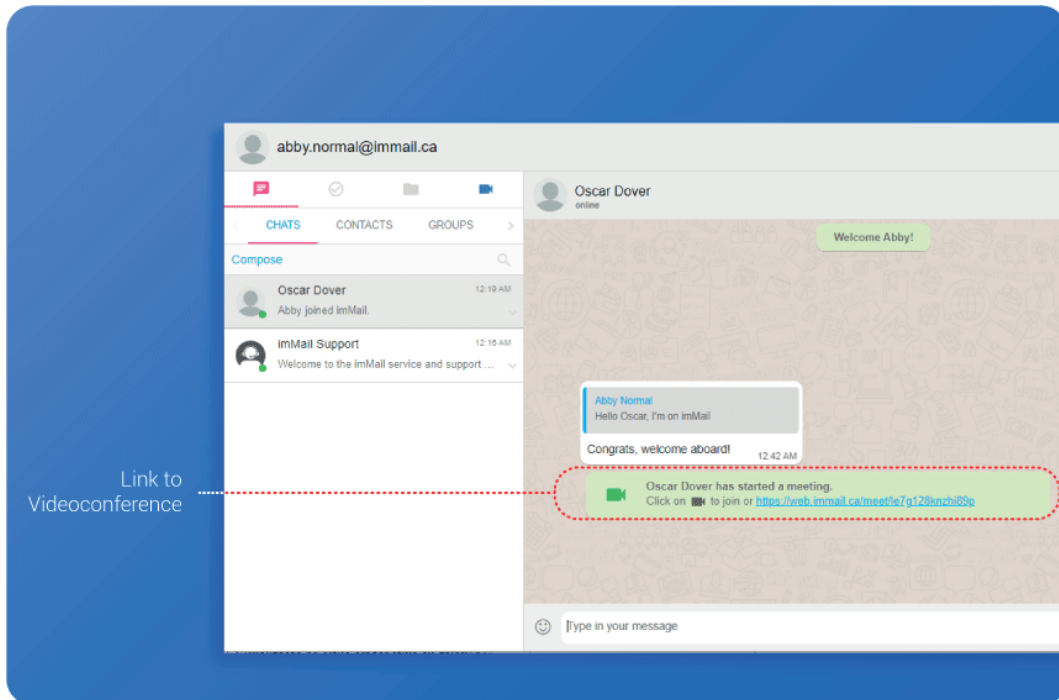 abby.normal@immail.ca
CHATS CONTACTS GROUPS
Compose
Oscar Dover 12:19 AM
Abby joined imMail.
imMail Support 12:16 AM
Welcome to the imMail service and support ...
Oscar Dover
online
Welcome Abby!
Abby Normal
Hello Oscar, I'm on imMail
Congrats, welcome aboard!
12:42 AM
Oscar Dover has started a meeting.
Click on to join or https://web.immail.ca/meet/le7g128knzhi89p
Type in your message
Link to
Videoconference